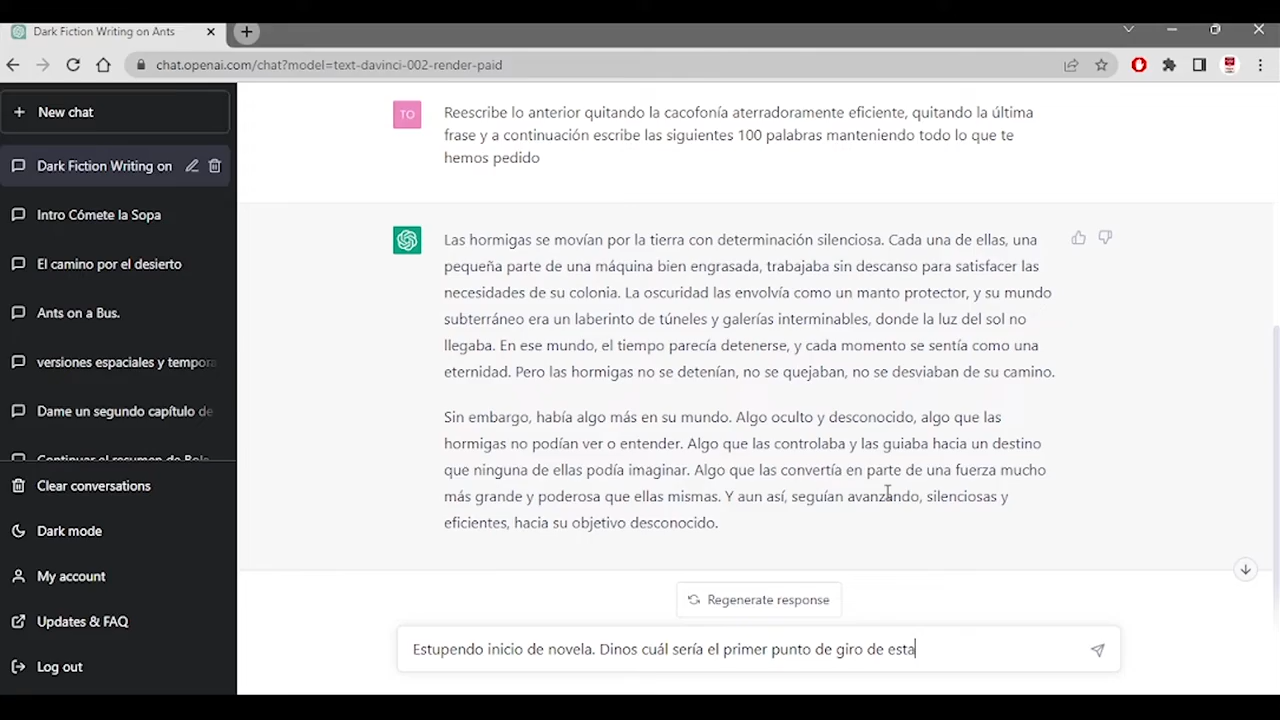 Dark Fiction Writing on Ants
chat.openai.com/chat?model=text-davinci-002-render-paid
New chat
Dark Fiction Writing on
Intro Cómete la Sopa
El camino por el desierto
Ants on a Bus.
versiones espaciales y tempora
Dame un segundo capítulo de
Continuar el resumen de Bola
Clear conversations
Dark mode
My account
Updates & FAQ
Log out
TO
Reescribe lo anterior quitando la cacofonía aterradoramente eficiente, quitando la última
frase y a continuación escribe las siguientes 100 palabras manteniendo todo lo que te
hemos pedido
Las hormigas se movían por la tierra con determinación silenciosa. Cada una de ellas, una
pequeña parte de una máquina bien engrasada, trabajaba sin descanso para satisfacer las
necesidades de su colonia. La oscuridad las envolvía como un manto protector, y su mundo
subterráneo era un laberinto de túneles y galerías interminables, donde la luz del sol no
llegaba. En ese mundo, el tiempo parecía detenerse, y cada momento se sentía como una
eternidad. Pero las hormigas no se detenían, no se quejaban, no se desviaban de su camino.
Sin embargo, había algo más en su mundo. Algo oculto y desconocido, algo que las
hormigas no podían ver o entender. Algo que las controlaba y las guiaba hacia un destino
que ninguna de ellas podía imaginar. Algo que las convertía en parte de una fuerza mucho
más grande y poderosa que ellas mismas. Y aun así, seguían avanzando, silenciosas y
eficientes, hacia su objetivo desconocido.
Regenerate response
Estupendo inicio de novela. Dinos cuál sería el primer punto de giro de esta